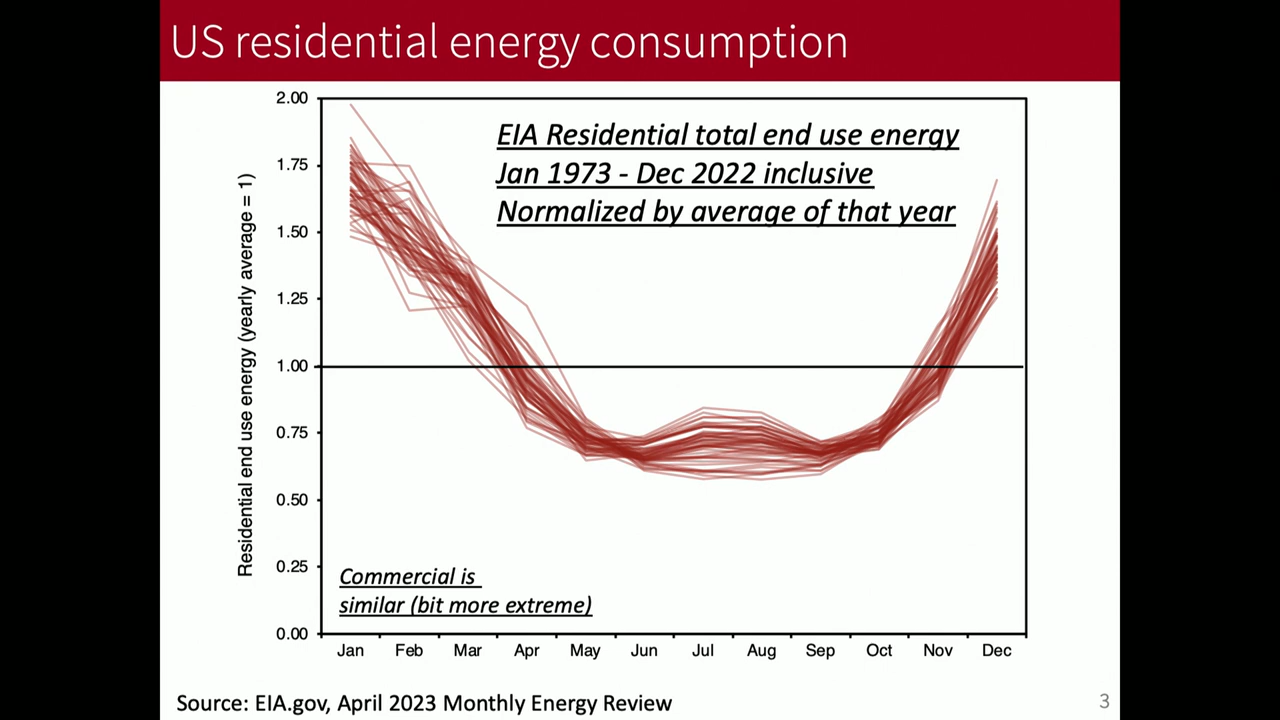 US residential energy consumption
2.00
1.75
1.50
1.25
1.00
0.75
0.50
0.25
0.00
Residential end use energy (yearly average = 1)
EIA Residential total end use energy
Jan 1973 - Dec 2022 inclusive
Normalized by average of that year
Commercial is
similar (bit more extreme)
Jan Feb Mar Apr May Jun Jul Aug Sep Oct Nov Dec
Source: EIA.gov, April 2023 Monthly Energy Review
3